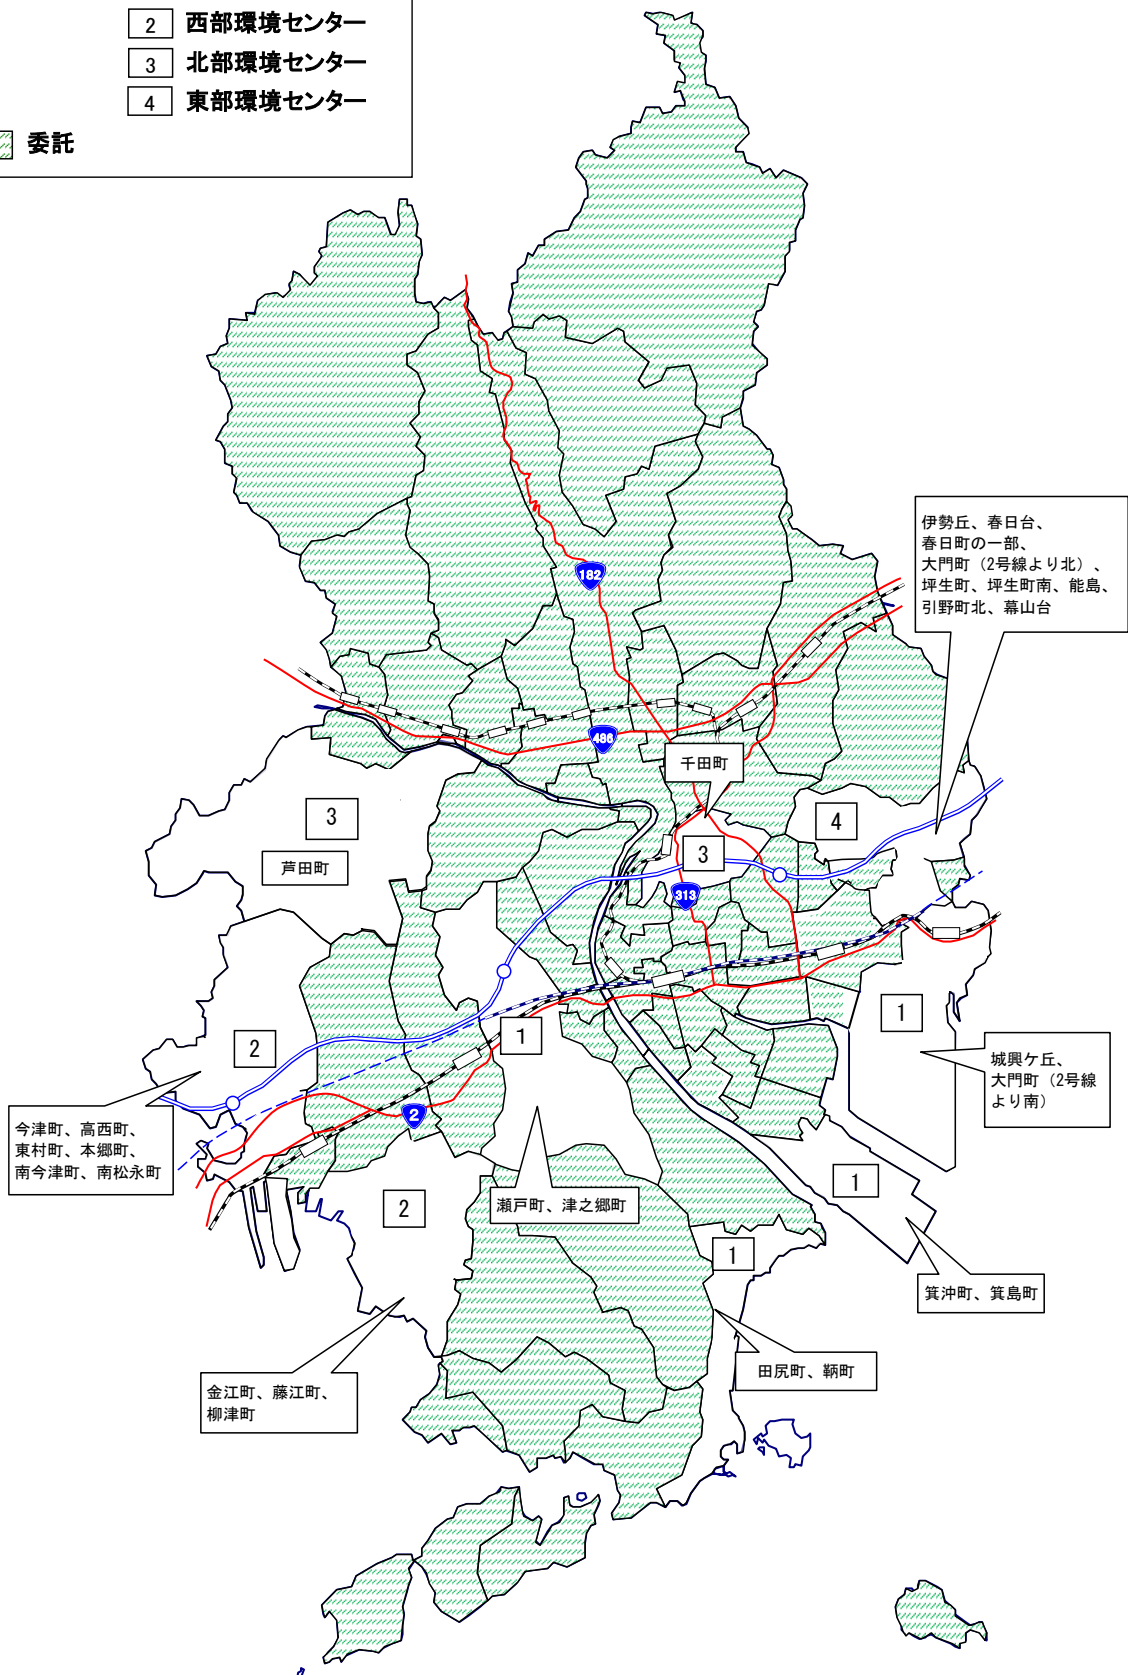 2 西部環境センター
3 北部環境センター
4 東部環境センター
委託
伊勢丘、春日台、
春日町の一部、
大門町（2号線より北）、
坪生町、坪生町南、能島、
引野町北、幕山台
182
486
千田町
3
芦田町
4
3
313
2
1
1
城興ケ丘、
大門町（2号線
より南）
今津町、高西町、
東村町、本郷町、
南今津町、南松永町
2
2
瀬戸町、津之郷町
1
1
箕沖町、箕島町
金江町、藤江町、
柳津町
田尻町、鞆町